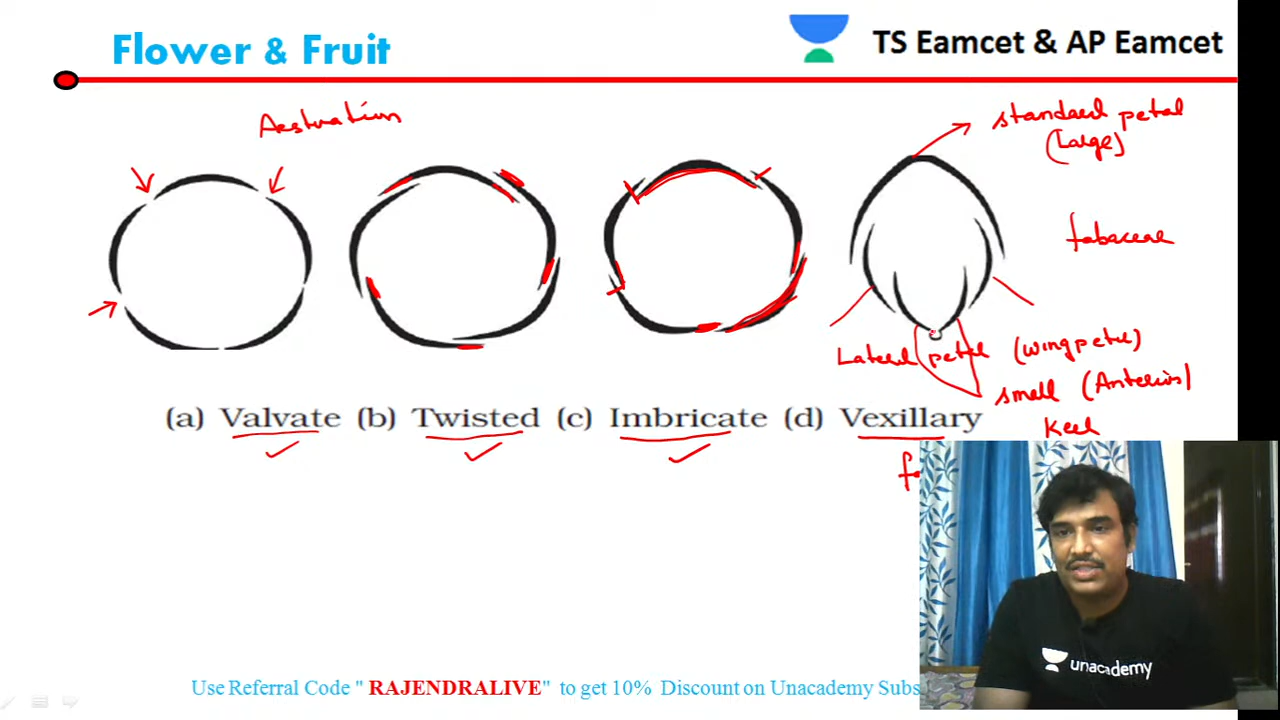 Flower & Fruit
TS Eamcet & AP Eamcet
Aestivation
standard petal
(Large)
fabaceae
Lateral petal (wing petal)
small (Anterior)
Keel
(a) Valvate (b) Twisted (c) Imbricate (d) Vexillary
unacademy
Use Referral Code " RAJENDRALIVE" to get 10% Discount on Unacademy Subs